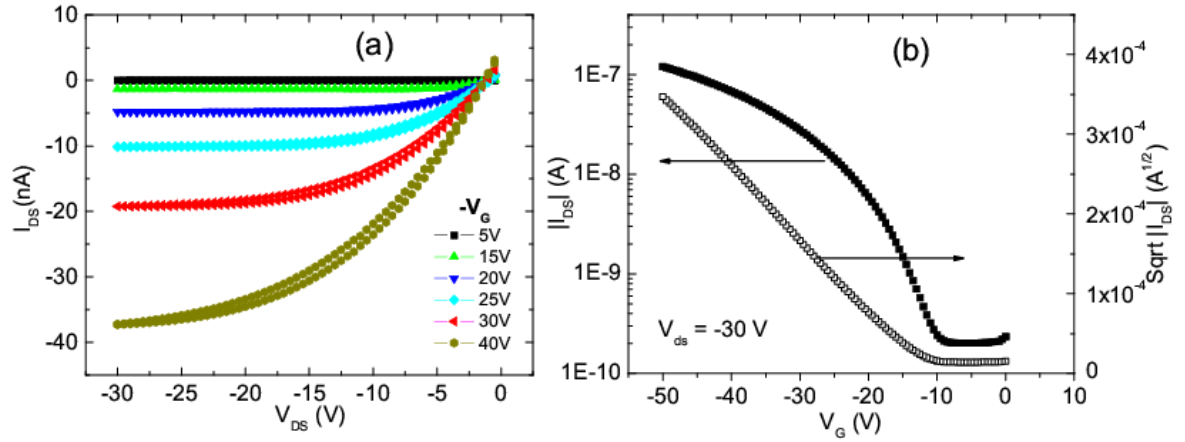 (a)
I_DS(nA)
10
0
-10
-20
-30
-40
-V_G
5V
15V
20V
25V
30V
40V
-30 -25 -20 -15 -10 -5 0
V_DS (V)
(b)
|I_DS| (A)
1E-7
1E-8
1E-9
1E-10
V_ds = -30 V
-50 -40 -30 -20 -10 0 10
V_G (V)
4x10^-4
3x10^-4
2x10^-4
1x10^-4
0
Sqrt |I_DS| (A^1/2)